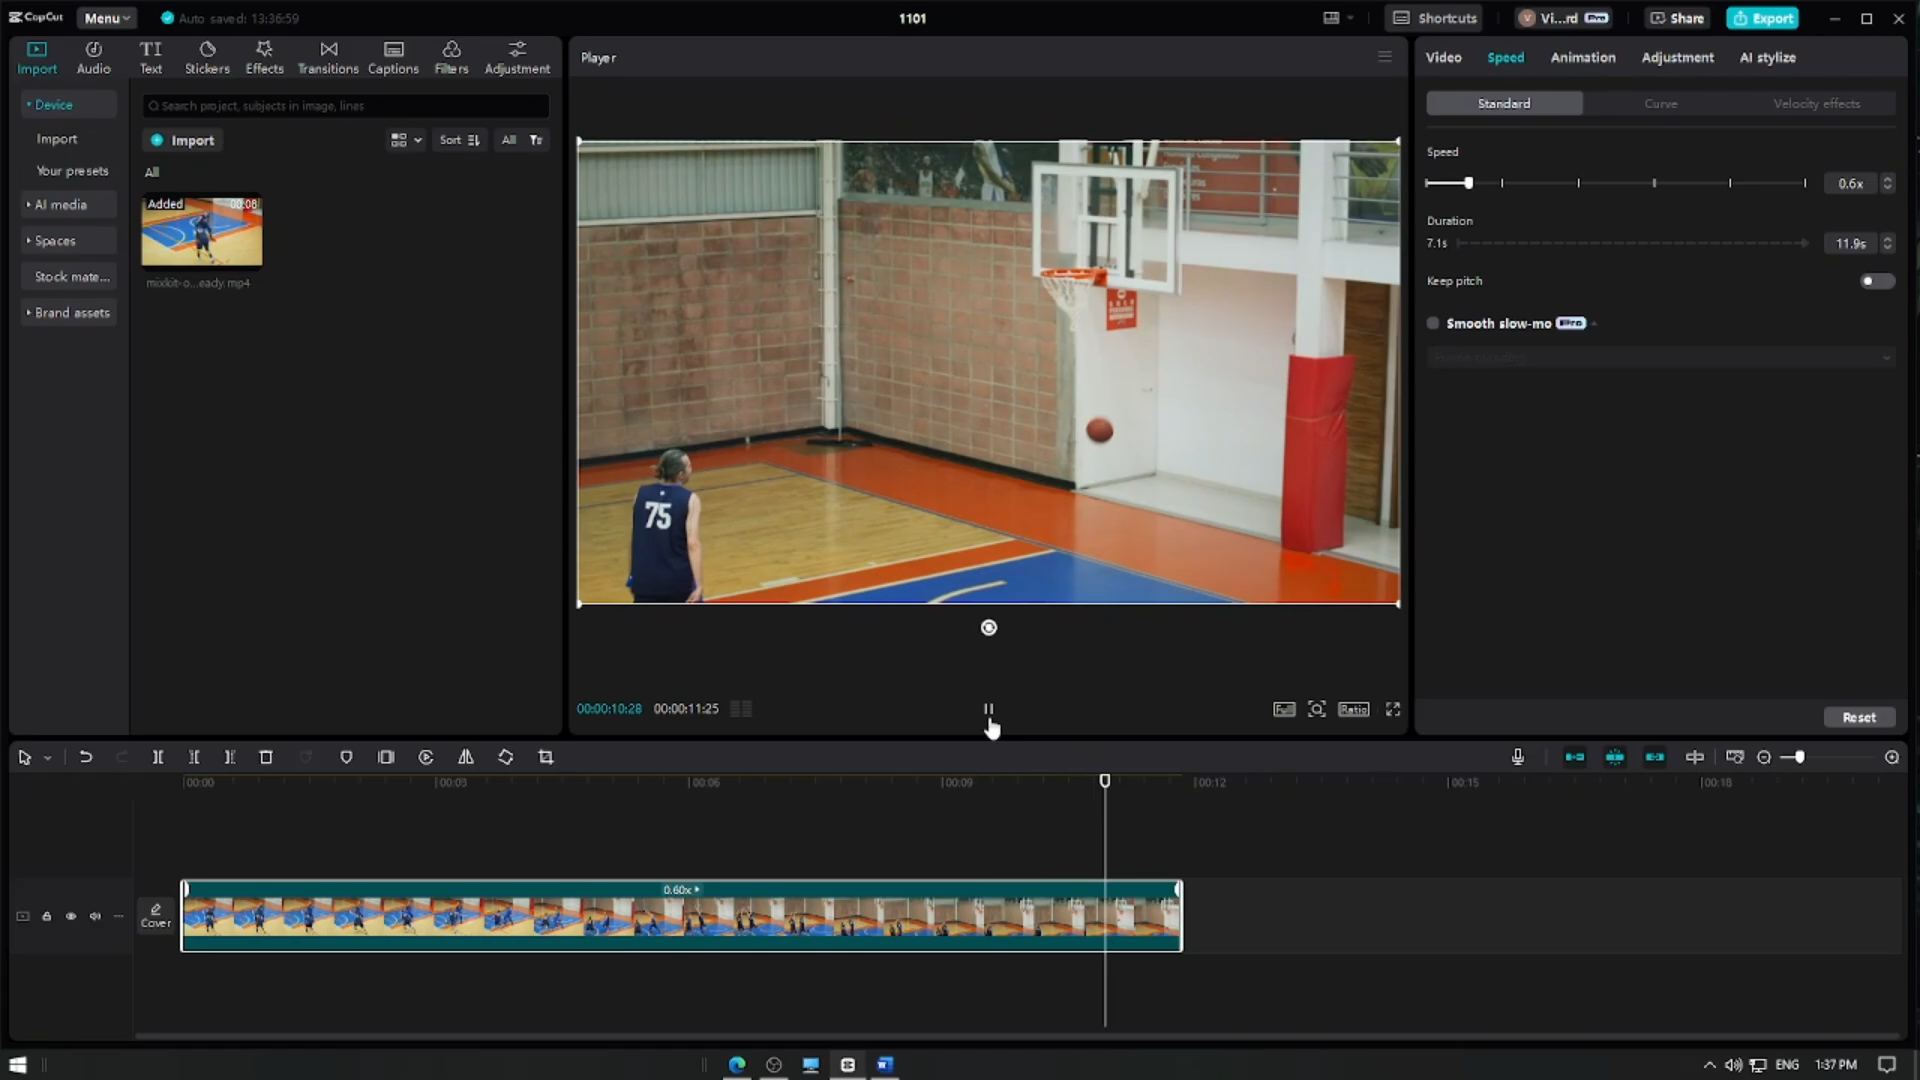 CapCut
Menu
Auto saved: 13:36:59
1101
Shortcuts
Vi...rd
Pro
Share
Export
Import
Audio
TI
Text
Stickers
Effects
Transitions
Captions
Filters
Adjustment
Player
Video
Speed
Animation
Adjustment
AI stylize
Device
Search project, subjects in image, lines
Standard
Curve
Velocity effects
Import
Import
Sort
All
Your presets
All
Speed
0.6x
AI media
Added
00:08
Duration
7.1s
11.9s
Spaces
Stock mate...
mixkit-o...eady.mp4
Keep pitch
Brand assets
Smooth slow-mo
Pro
75
00:00:10:28
00:00:11:25
Full
Ratio
Reset
00:00
00:03
00:06
00:09
00:12
00:15
00:18
0.60x
Cover
ENG
1:37 PM